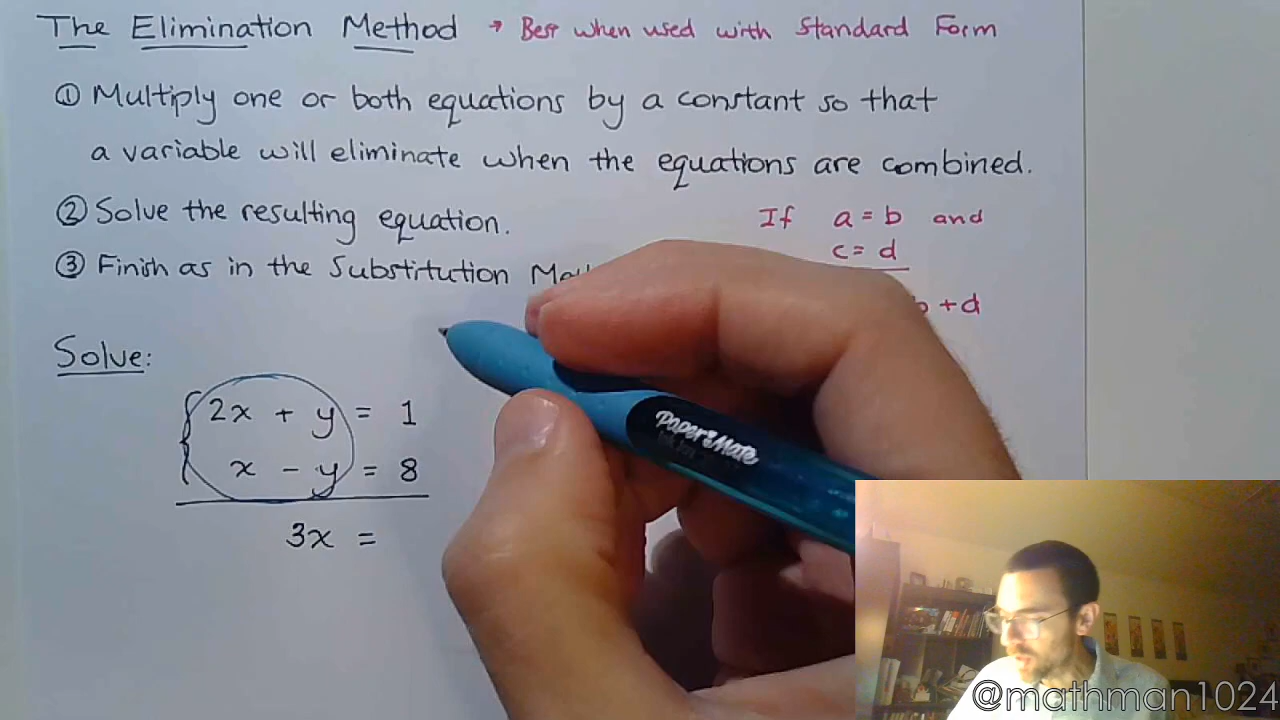 The Elimination Method → Best when used with Standard Form
① Multiply one or both equations by a constant so that
a variable will eliminate when the equations are combined.
② Solve the resulting equation.
③ Finish as in the Substitution
If a = b and
c = d
+ d
Solve:
2x + y = 1
x - y = 8
3x =
Paper Mate
@mathman1024